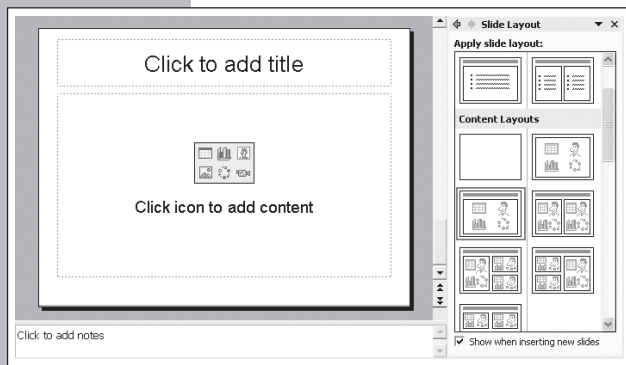 Click to add title
Click icon to add content
Click to add notes
Slide Layout
Apply slide layout:
Content Layouts
Show when inserting new slides